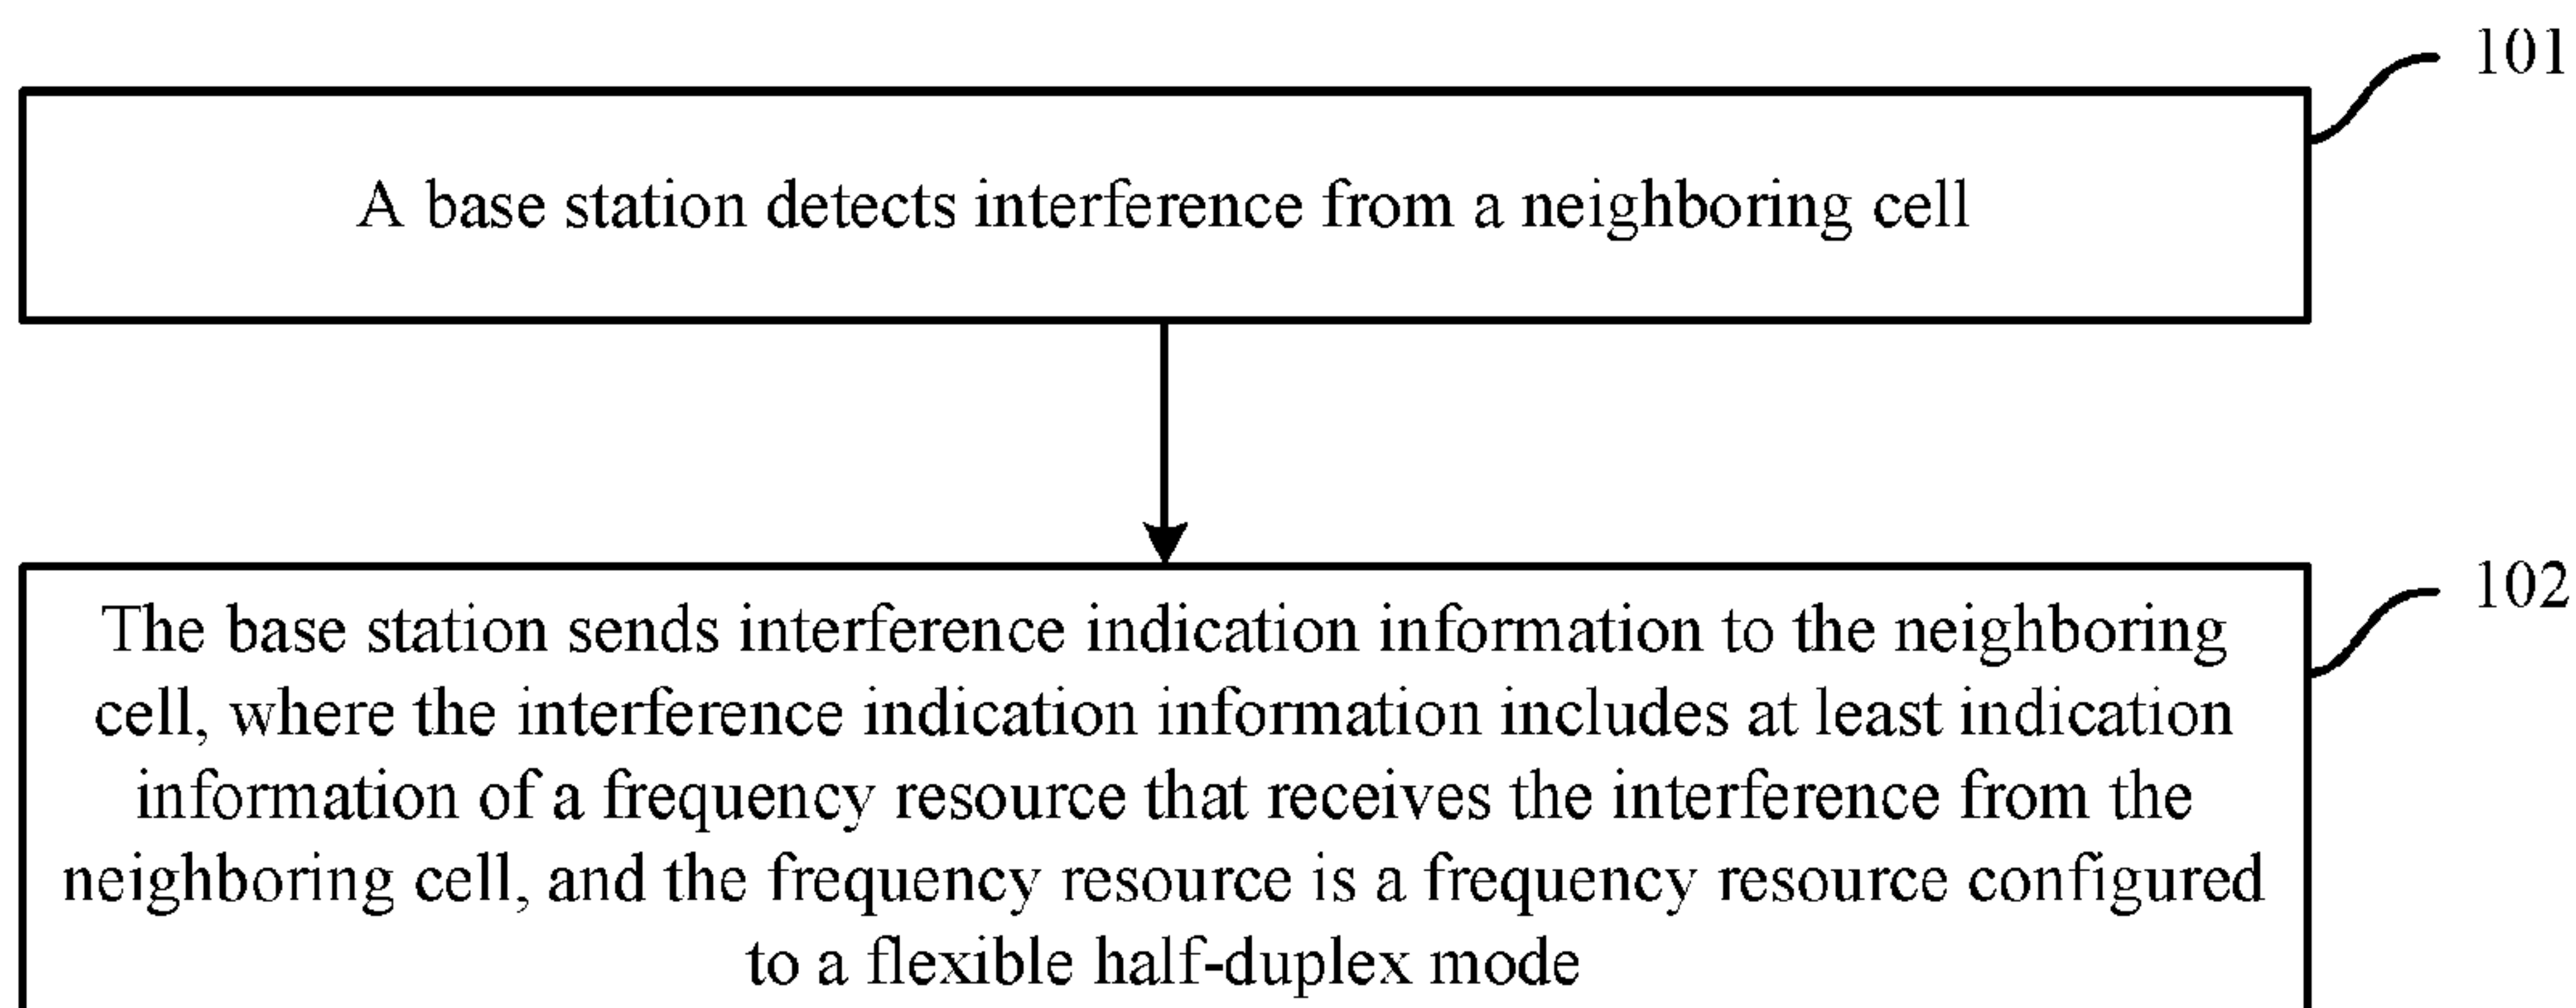 101
A base station detects interference from a neighboring cell
102
The base station sends interference indication information to the neighboring
cell, where the interference indication information includes at least indication
information of a frequency resource that receives the interference from the
neighboring cell, and the frequency resource is a frequency resource configured
to a flexible half-duplex mode